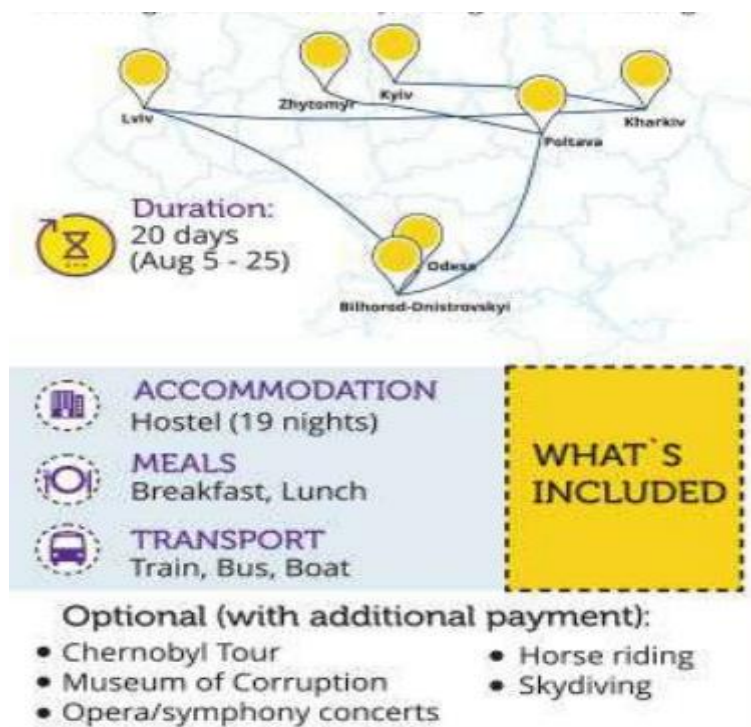 Kyiv
Zhytomyr
Lviv
Kharkiv
Poltava
Duration:
20 days
(Aug 5 - 25)
Odesa
Bilhorod-Dnistrovskyi
ACCOMMODATION
Hostel (19 nights)
MEALS
Breakfast, Lunch
TRANSPORT
Train, Bus, Boat
WHAT`S
INCLUDED
Optional (with additional payment):
• Chernobyl Tour
• Museum of Corruption
• Opera/symphony concerts
• Horse riding
• Skydiving